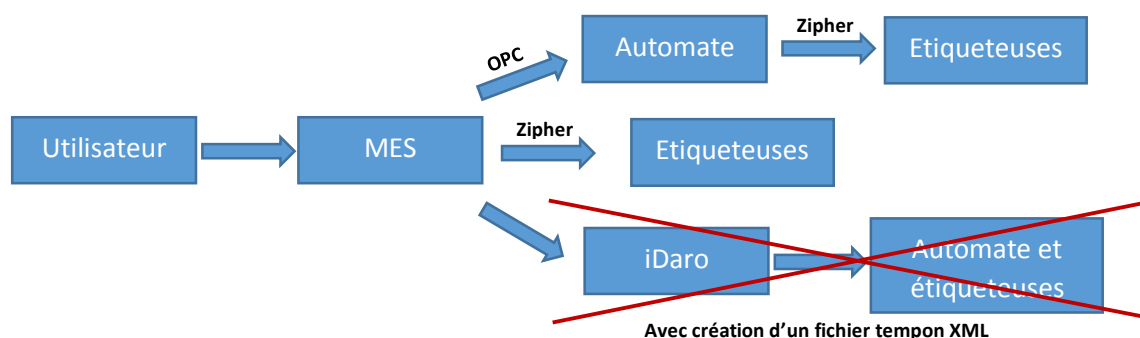 Zipher
OPC
Automate
Etiqueteuses
Zipher
Utilisateur
MES
Etiqueteuses
iDaro
Automate et
étiqueteuses
Avec création d'un fichier tempon XML